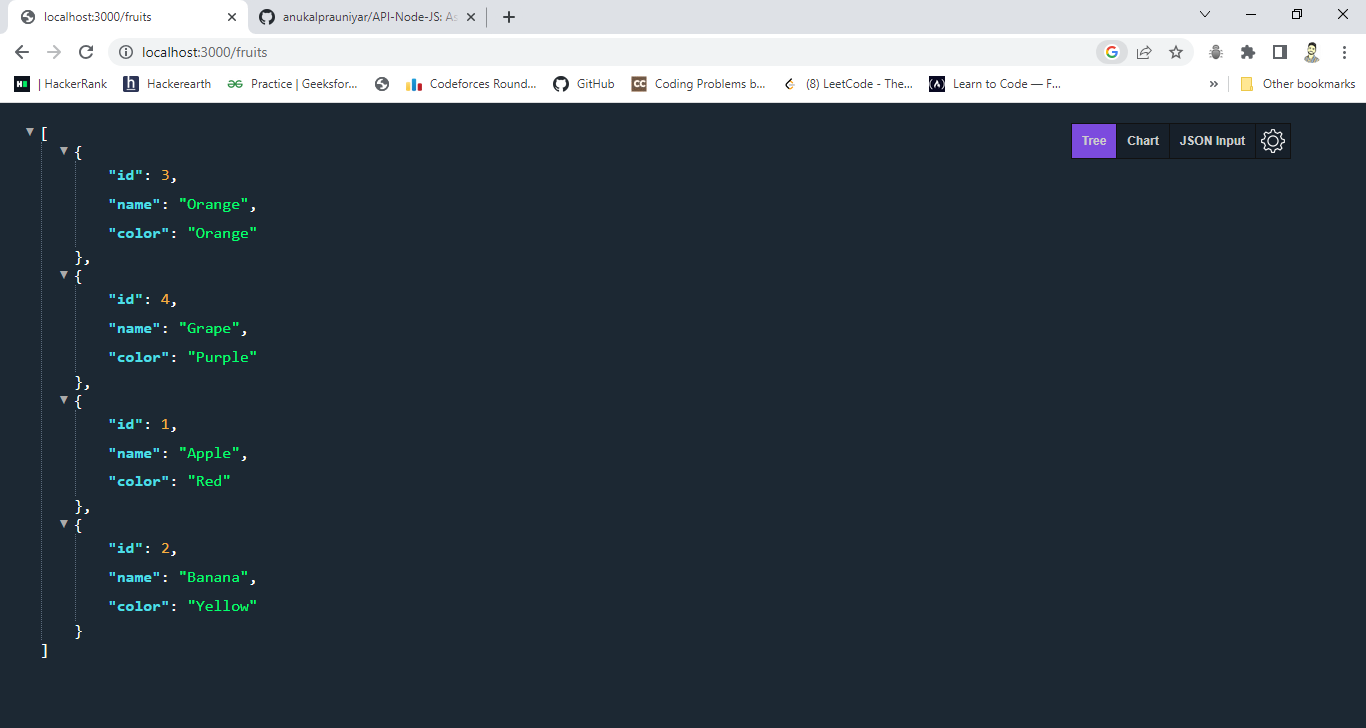 localhost:3000/fruits
anukalprauniyar/API-Node-JS: As
localhost:3000/fruits
| HackerRank
Hackerearth
Practice | Geeksfor...
Codeforces Round...
GitHub
Coding Problems b...
(8) LeetCode - The...
Learn to Code — F...
»
Other bookmarks
Tree
Chart
JSON Input
[
{
"id": 3,
"name": "Orange",
"color": "Orange"
},
{
"id": 4,
"name": "Grape",
"color": "Purple"
},
{
"id": 1,
"name": "Apple",
"color": "Red"
},
{
"id": 2,
"name": "Banana",
"color": "Yellow"
}
]